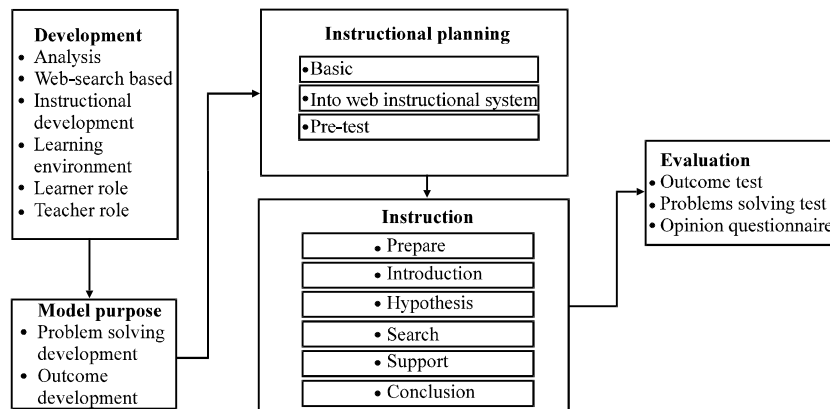 Development
• Analysis
• Web-search based
• Instructional
development
• Learning
environment
• Learner role
• Teacher role
Model purpose
• Problem solving
development
• Outcome
development
Instructional planning
• Basic
• Into web instructional system
• Pre-test
Instruction
• Prepare
• Introduction
• Hypothesis
• Search
• Support
• Conclusion
Evaluation
• Outcome test
• Problems solving test
• Opinion questionnaire